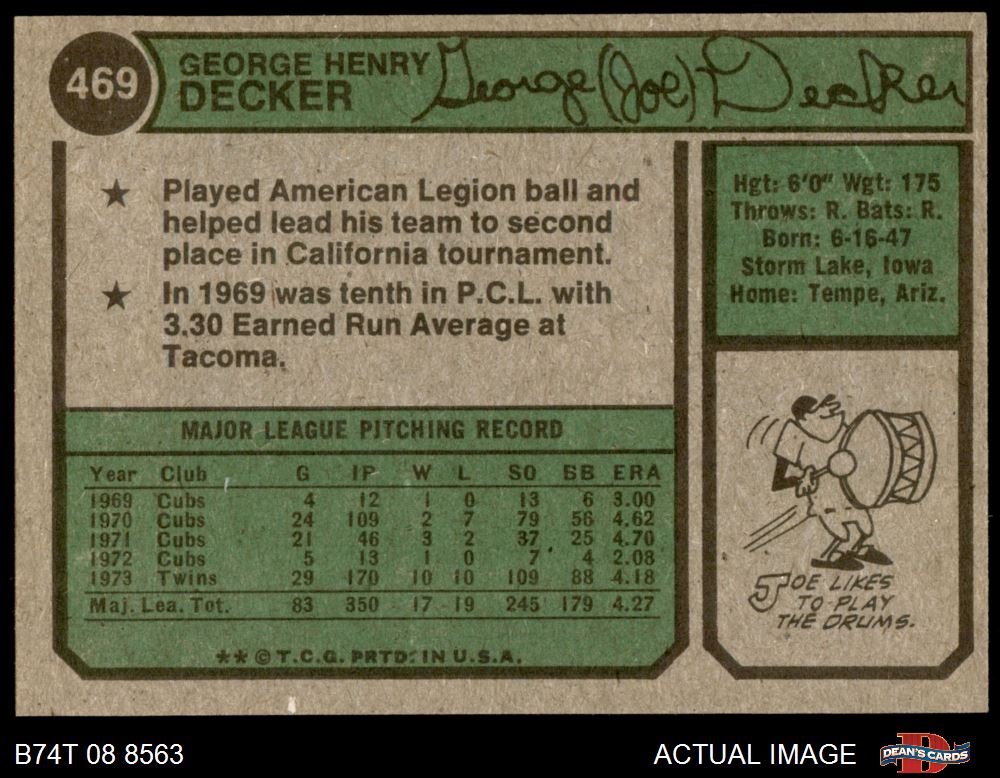 469
GEORGE HENRY
DECKER
George (Joe) Decker
★ Played American Legion ball and
helped lead his team to second
place in California tournament.
★ In 1969 was tenth in P.C.L. with
3.30 Earned Run Average at
Tacoma.
Hgt: 6'0" Wgt: 175
Throws: R. Bats: R.
Born: 6-16-47
Storm Lake, Iowa
Home: Tempe, Ariz.
MAJOR LEAGUE PITCHING RECORD
Year Club G IP W L SO BB ERA
1969 Cubs 4 12 1 0 13 6 3.00
1970 Cubs 24 109 2 7 79 56 4.62
1971 Cubs 21 46 3 2 37 25 4.70
1972 Cubs 5 13 1 0 7 4 2.08
1973 Twins 29 170 10 10 109 88 4.18
Maj. Lea. Tot. 83 350 17 19 245 179 4.27
★★ © T.C.G. PRTD. IN U.S.A.
JOE LIKES
TO PLAY
THE DRUMS.
B74T 08 8563
ACTUAL IMAGE
D
DEAN'S CARDS